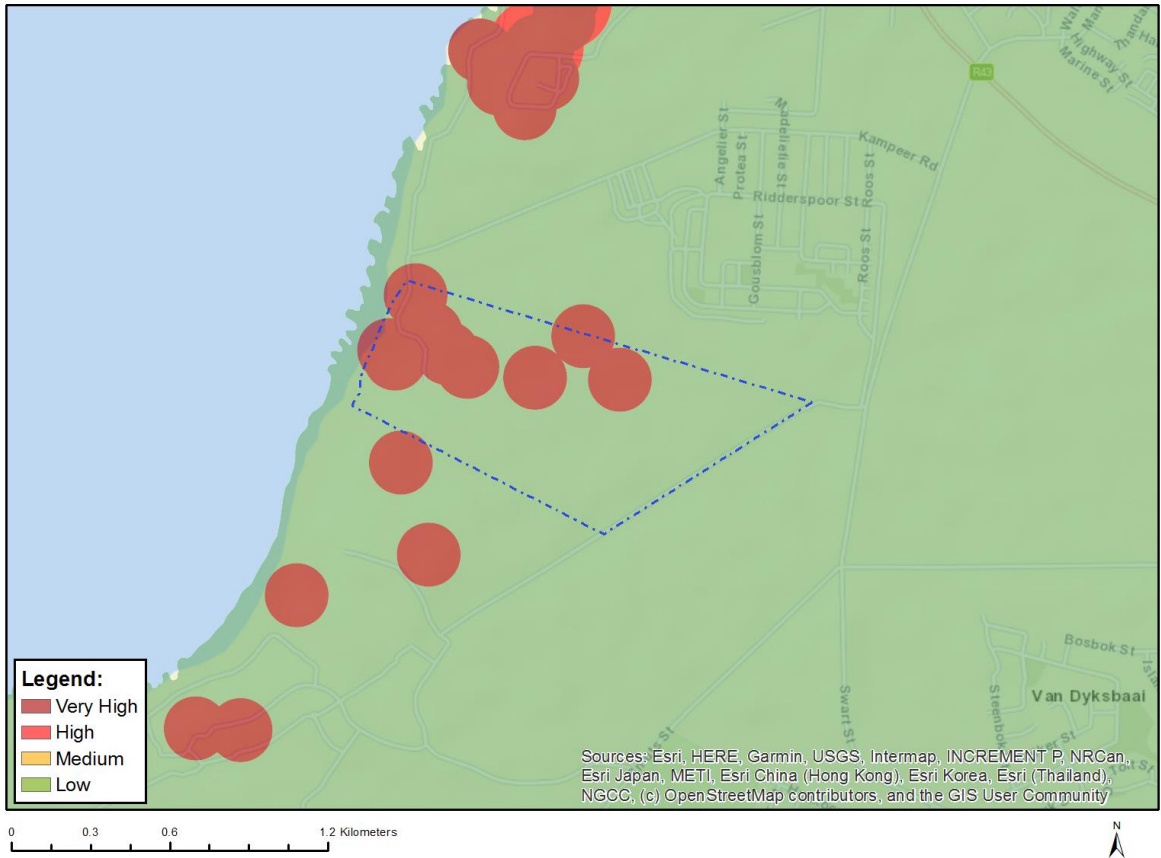 R43
Highway St
Marine St
Angelier St
Protea St
Madeliefie St
Kampeer Rd
Ridderspoor St
Roos St
Gousblom St
Roos St
Bosbok St
Van Dyksbaai
Swart St
Legend:
Very High
High
Medium
Low
Sources: Esri, HERE, Garmin, USGS, Intermap, INCREMENT P, NRCan,
Esri Japan, METI, Esri China (Hong Kong), Esri Korea, Esri (Thailand),
NGCC, (c) OpenStreetMap contributors, and the GIS User Community
0 0.3 0.6 1.2 Kilometers
N